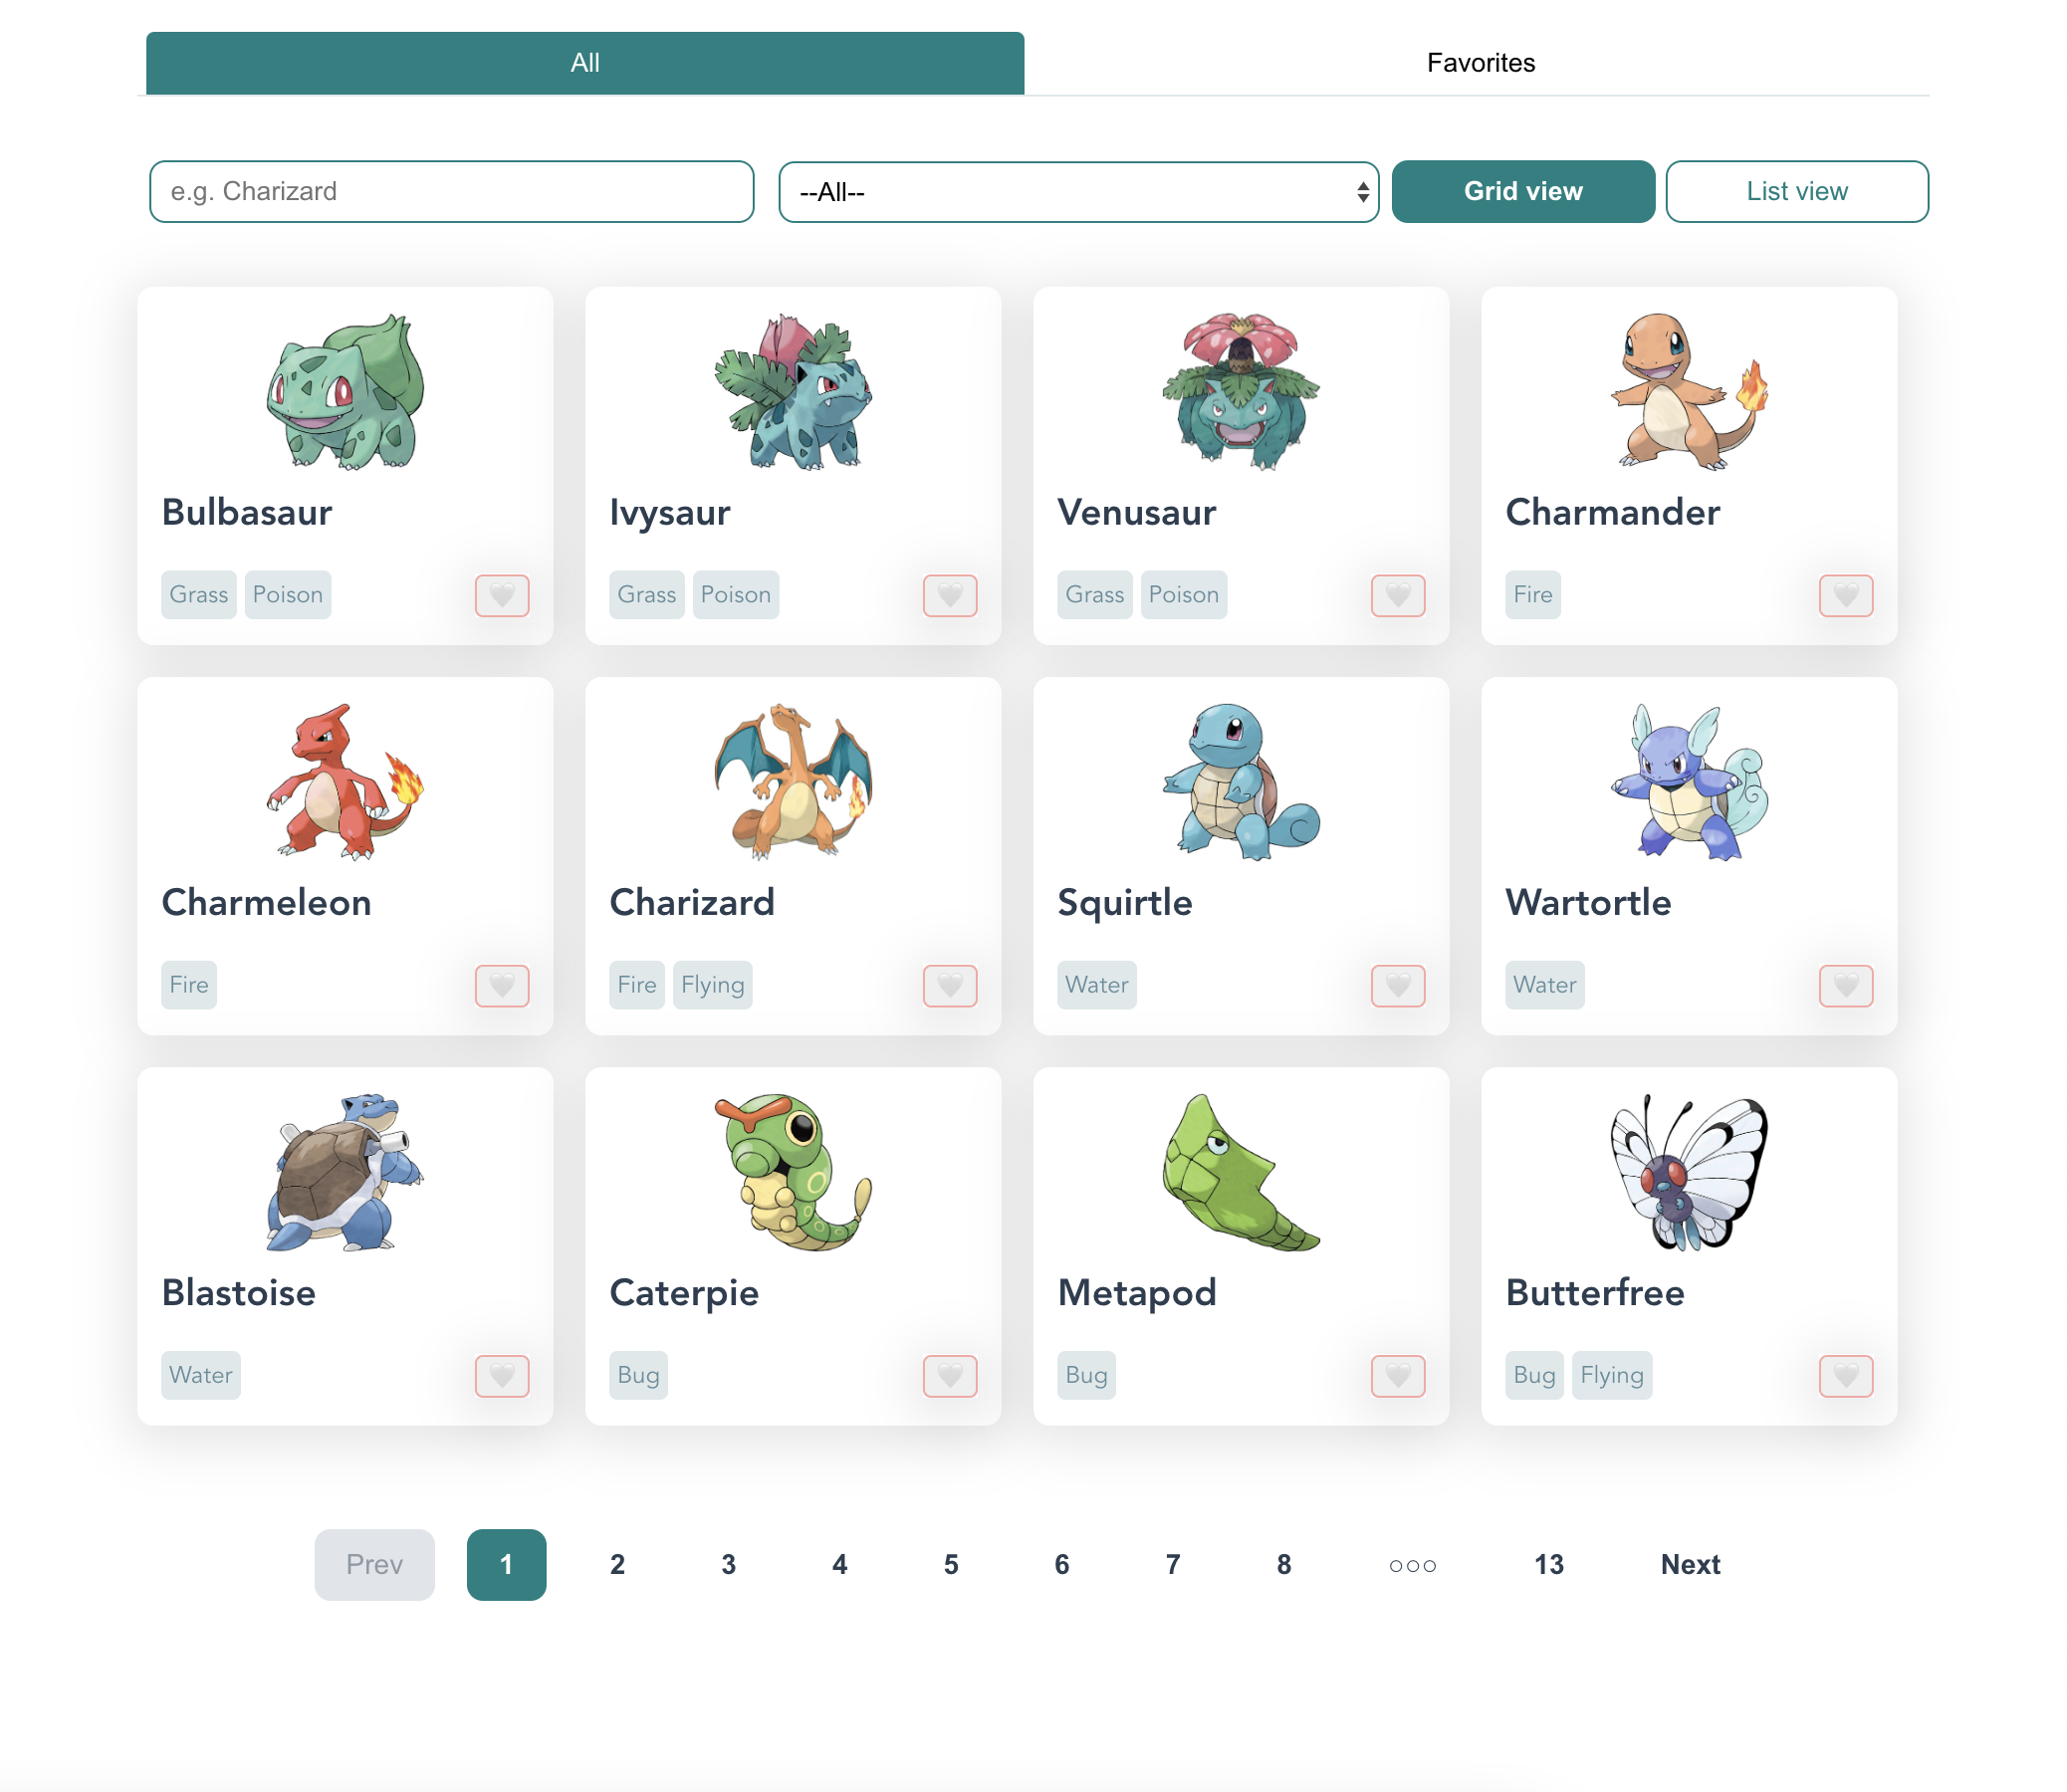 All Favorites
e.g. Charizard --All-- Grid view List view
Bulbasaur Ivysaur Venusaur Charmander
Grass Poison Grass Poison Grass Poison Fire
Charmeleon Charizard Squirtle Wartortle
Fire Fire Flying Water Water
Blastoise Caterpie Metapod Butterfree
Water Bug Bug Bug Flying
Prev 1 2 3 4 5 6 7 8 ○○○ 13 Next